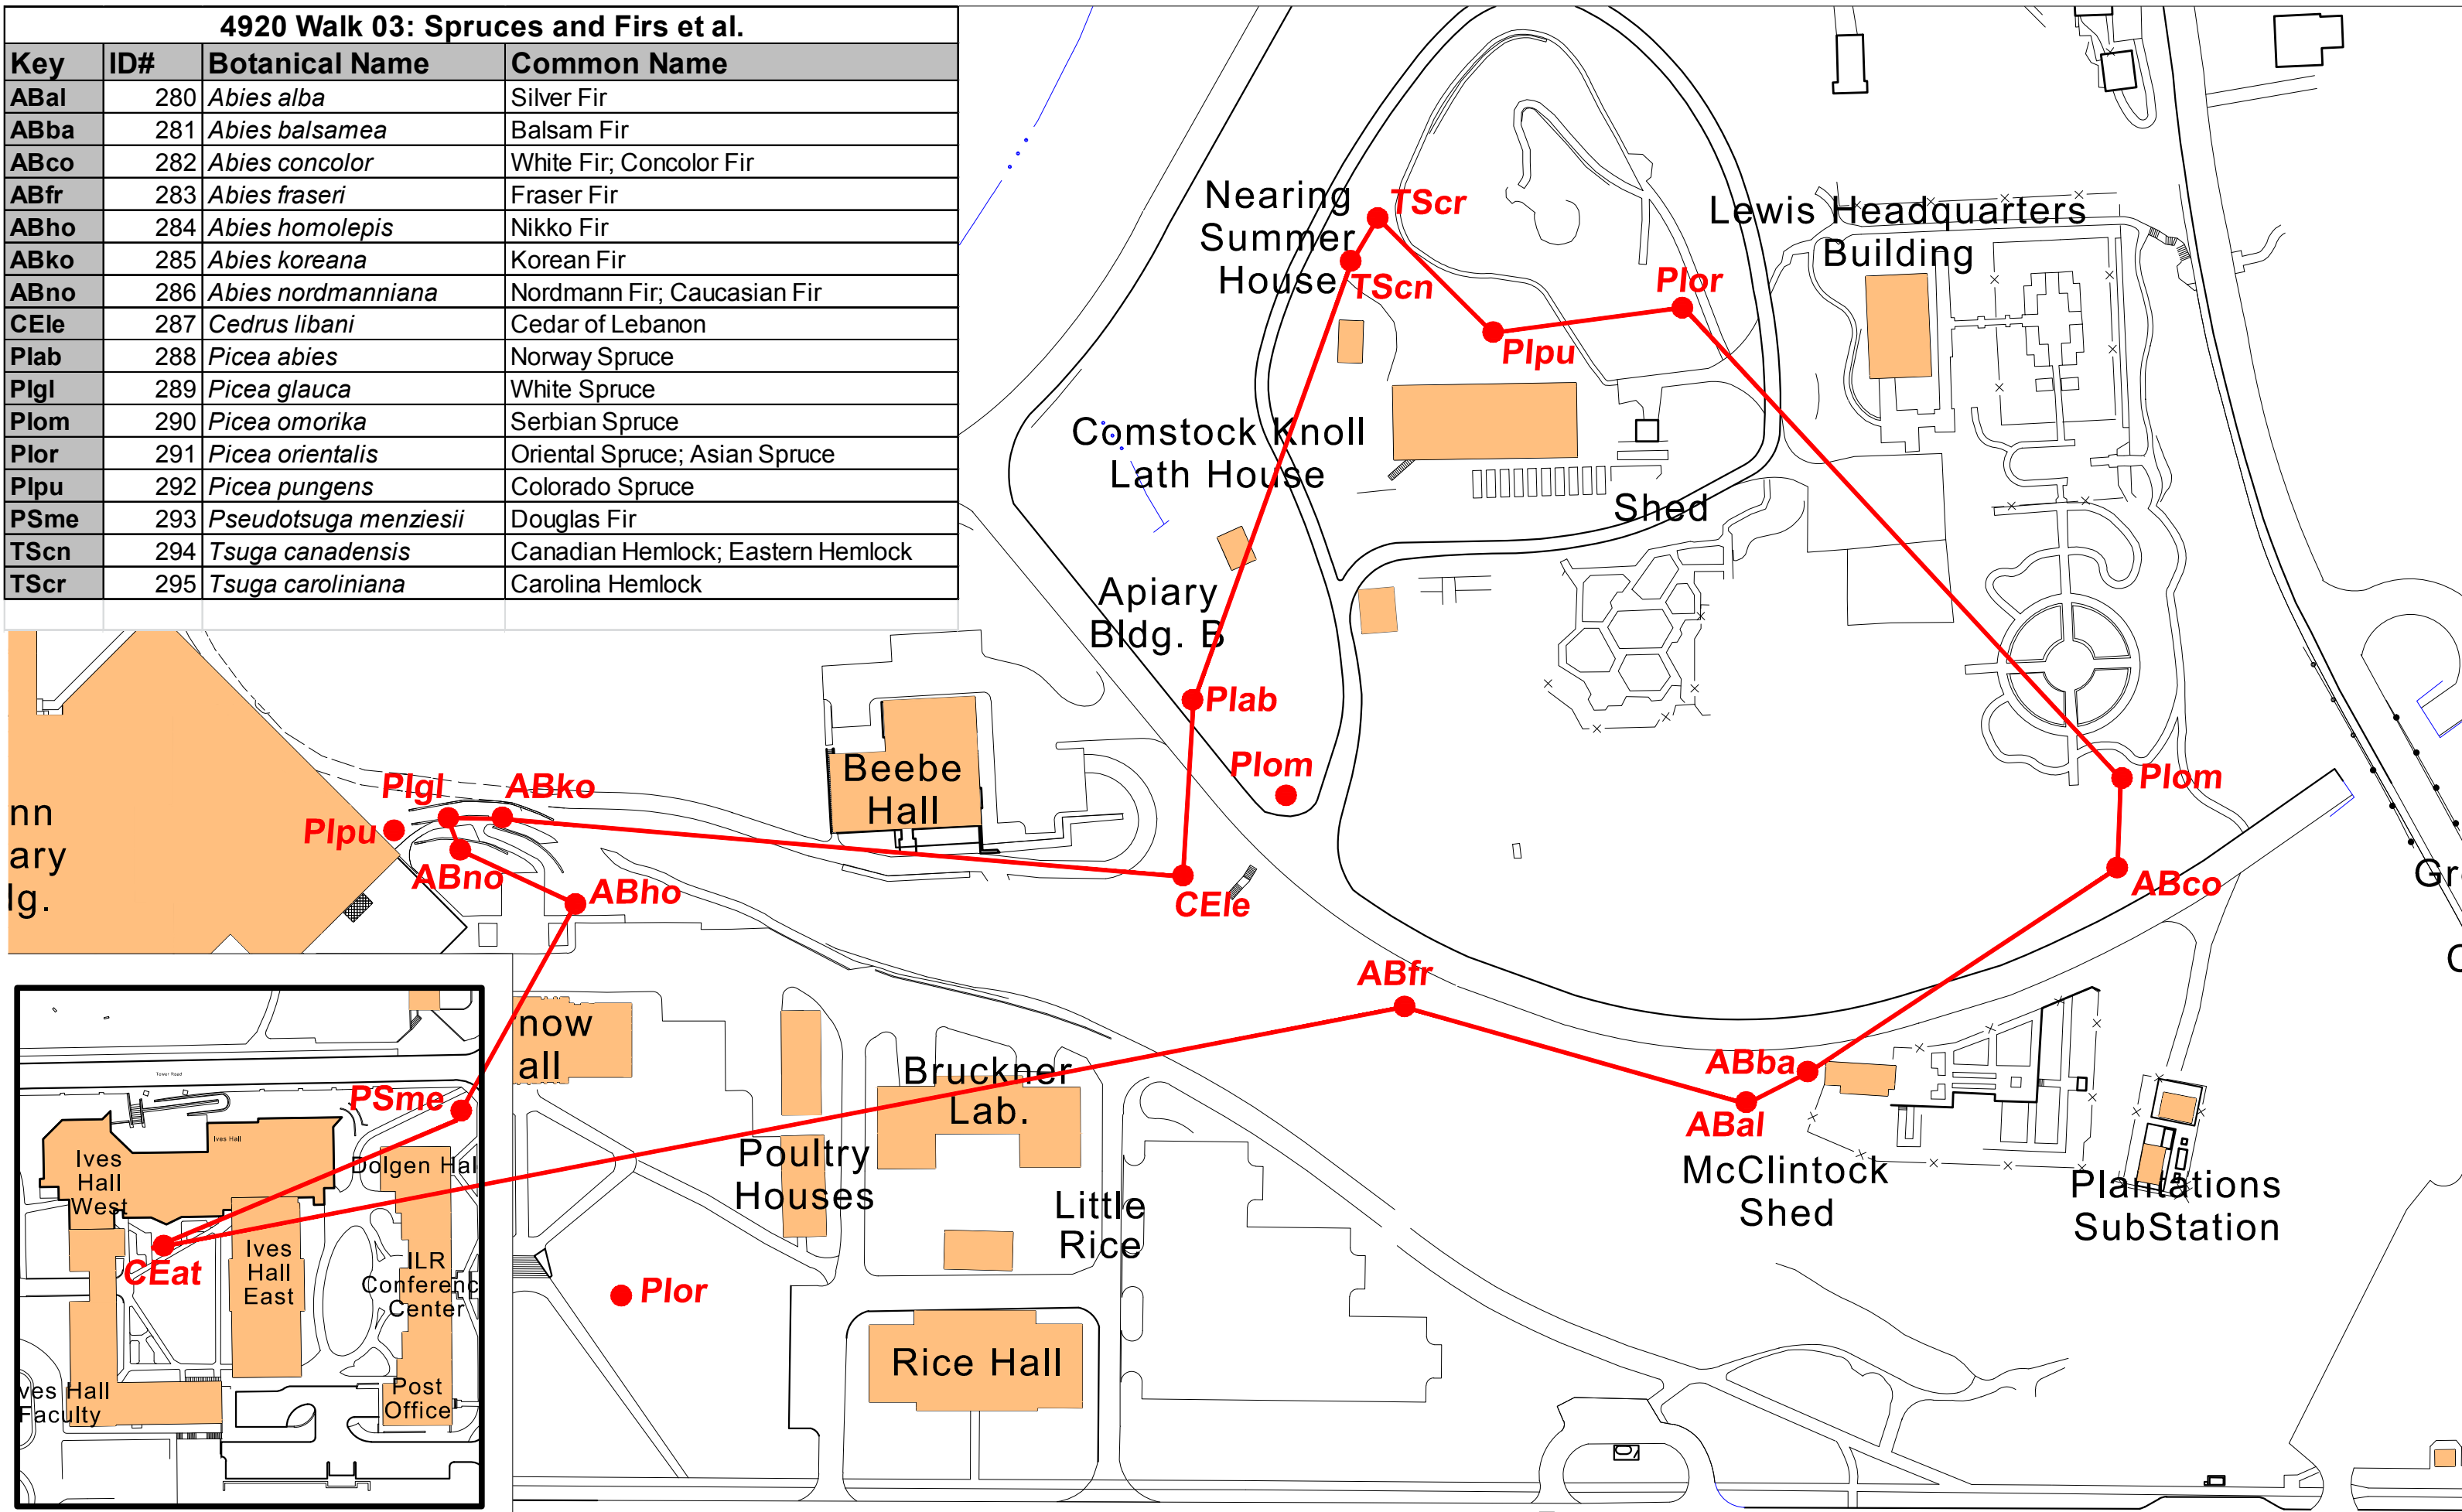 4920 Walk 03: Spruces and Firs et al.
Key ID# Botanical Name Common Name
ABal 280 Abies alba Silver Fir
ABba 281 Abies balsamea Balsam Fir
ABco 282 Abies concolor White Fir; Concolor Fir
ABfr 283 Abies fraseri Fraser Fir
ABho 284 Abies homolepis Nikko Fir
ABko 285 Abies koreana Korean Fir
ABno 286 Abies nordmanniana Nordmann Fir; Caucasian Fir
CEle 287 Cedrus libani Cedar of Lebanon
PIab 288 Picea abies Norway Spruce
PIgl 289 Picea glauca White Spruce
PIom 290 Picea omorika Serbian Spruce
PIor 291 Picea orientalis Oriental Spruce; Asian Spruce
PIpu 292 Picea pungens Colorado Spruce
PSme 293 Pseudotsuga menziesii Douglas Fir
TScn 294 Tsuga canadensis Canadian Hemlock; Eastern Hemlock
TScr 295 Tsuga caroliniana Carolina Hemlock
Nearing
Summer
House
TScr
TScn
PIor
PIpu
Lewis Headquarters
Building
Comstock Knoll
Lath House
Shed
Apiary
Bldg. B
PIab
PIom
PIom
Beebe
Hall
PIgl
ABko
PIpu
ABno
ABho
CEle
ABco
nn
ary
lg.
Gr
C
ABfr
now
all
Bruckner
Lab.
ABba
ABal
McClintock
Shed
Poultry
Houses
Little
Rice
Plantations
SubStation
PIor
Rice Hall
Tower Road
PSme
Ives Hall
Ives
Hall
West
Dolgen Hal
CEat
Ives
Hall
East
ILR
Conferenc
Center
Post
Office
ves Hall
Faculty